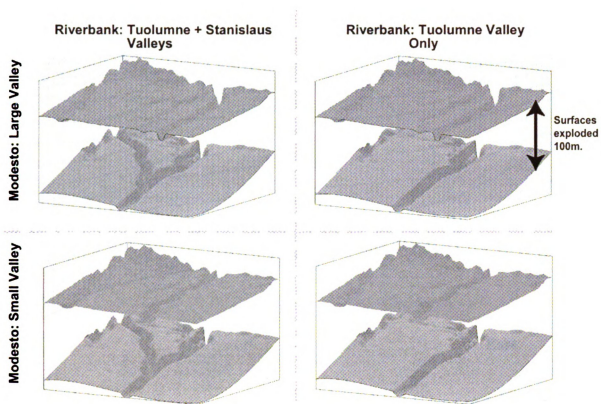 Riverbank: Tuolumne + Stanislaus
Valleys
Riverbank: Tuolumne Valley
Only
Modesto: Large Valley
Surfaces
exploded
100m.
Modesto: Small Valley